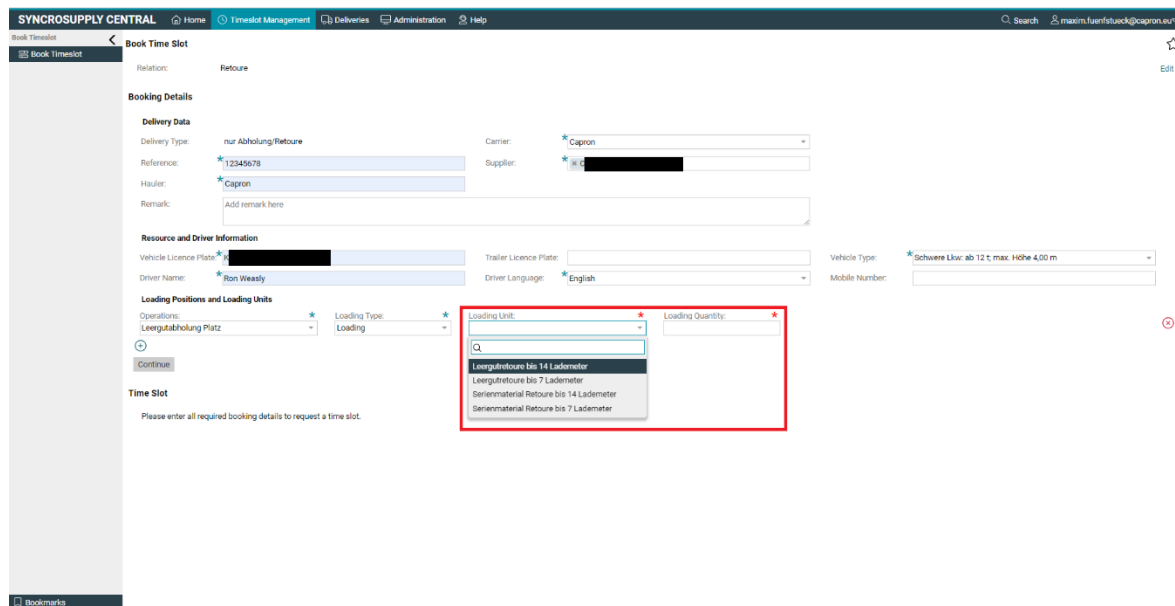 SYNCROSUPPLY CENTRAL Home Timeslot Management Deliveries Administration Help Search maxim.fuenfstueck@capron.eu
Book Timeslot
Book Timeslot
Book Time Slot
Relation: Retoure Edit
Booking Details
Delivery Data
Delivery Type: nur Abholung/Retoure Carrier: * Capron
Reference: * 12345678 Supplier: * C
Hauler: * Capron
Remark: Add remark here
Resource and Driver Information
Vehicle Licence Plate: * K Trailer Licence Plate: Vehicle Type: * Schwere Lkw: ab 12 t; max. Höhe 4,00 m
Driver Name: * Ron Weasly Driver Language: * English Mobile Number:
Loading Positions and Loading Units
Operations: * Loading Type: * Loading Unit: * Loading Quantity: *
Leergutabholung Platz Loading
Continue
Leergutretoure bis 14 Lademeter
Leergutretoure bis 7 Lademeter
Serienmaterial Retoure bis 14 Lademeter
Serienmaterial Retoure bis 7 Lademeter
Time Slot
Please enter all required booking details to request a time slot.
Bookmarks